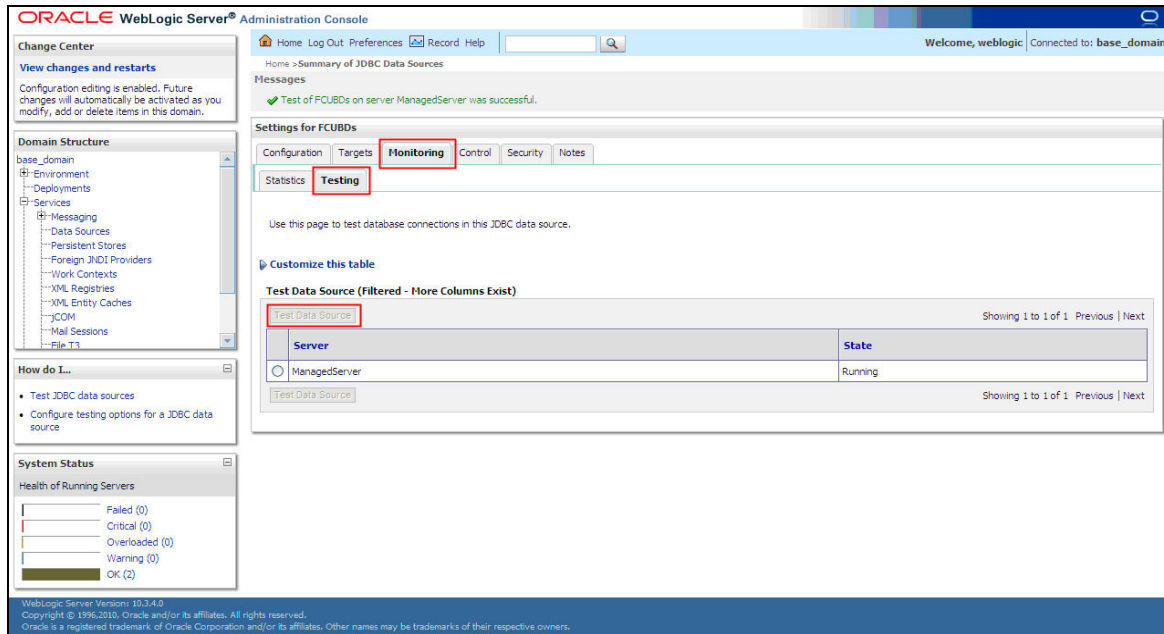 ORACLE WebLogic Server® Administration Console
Change Center
View changes and restarts
Configuration editing is enabled. Future
changes will automatically be activated as you
modify, add or delete items in this domain.
Domain Structure
base_domain
Environment
Deployments
Services
Messaging
Data Sources
Persistent Stores
Foreign JNDI Providers
Work Contexts
XML Registries
XML Entity Caches
jCOM
Mail Sessions
File T3
How do I...
Test JDBC data sources
Configure testing options for a JDBC data
source
System Status
Health of Running Servers
Failed (0)
Critical (0)
Overloaded (0)
Warning (0)
OK (2)
Home Log Out Preferences Record Help
Welcome, weblogic Connected to: base_domain
Home >Summary of JDBC Data Sources
Messages
Test of FCUBDs on server ManagedServer was successful.
Settings for FCUBDs
Configuration Targets Monitoring Control Security Notes
Statistics Testing
Use this page to test database connections in this JDBC data source.
Customize this table
Test Data Source (Filtered - More Columns Exist)
Test Data Source Showing 1 to 1 of 1 Previous | Next
Server State
ManagedServer Running
Test Data Source Showing 1 to 1 of 1 Previous | Next
WebLogic Server Version: 10.3.4.0
Copyright © 1996,2010, Oracle and/or its affiliates. All rights reserved.
Oracle is a registered trademark of Oracle Corporation and/or its affiliates. Other names may be trademarks of their respective owners.